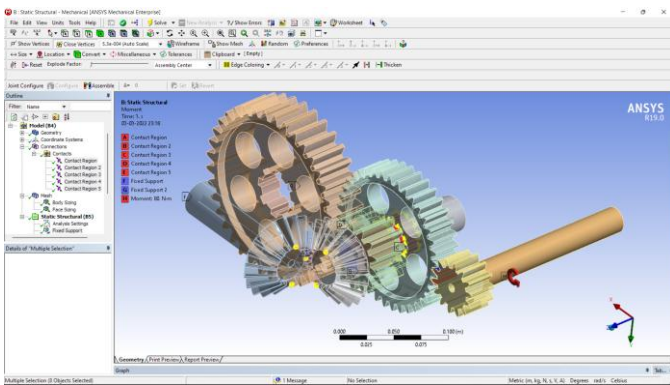 B : Static Structural - Mechanical [ANSYS Mechanical Enterprise]
File Edit View Units Tools Help
Solve
Show Errors
Worksheet
Show Vertices
Close Vertices 5.3e-004 (Auto Scale)
Wireframe
Show Mesh
Random
Preferences
Size
Location
Convert
Miscellaneous
Tolerances
Clipboard
[Empty]
Reset Explode Factor:
Assembly Center
Edge Coloring
Thicken
Joint Configure
Assemble
Set
Outline
Filter: Name
Model (B4)
Geometry
Coordinate Systems
Connections
Contacts
Contact Region
Contact Region 2
Contact Region 3
Contact Region 4
Contact Region 5
Mesh
Body Sizing
Face Sizing
Static Structural (B5)
Analysis Settings
Fixed Support
Details of "Multiple Selection"
B: Static Structural
Moment
Time: 5. s
A Contact Region
B Contact Region 2
C Contact Region 3
D Contact Region 4
E Contact Region 5
F Fixed Support
G Fixed Support 2
ANSYS
R19.0
0.000 0.050 0.100 (m)
0.025 0.075
Geometry Print Preview Report Preview
Graph
Multiple Selection (0 Objects Selected)
1 Message
No Selection
Metric (m, kg, N, s, V, A) Degrees rad/s Celsius